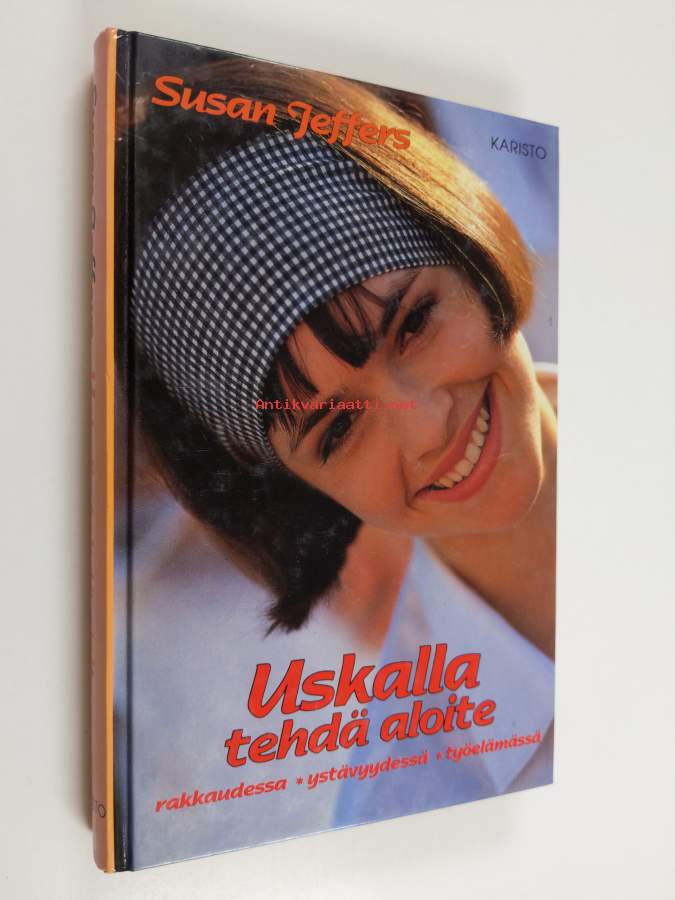 Susan Jeffers
KARISTO
Antikvariaatti.net
Uskalla
tehdä aloite
rakkaudessa * ystävyydessä * työelämässä